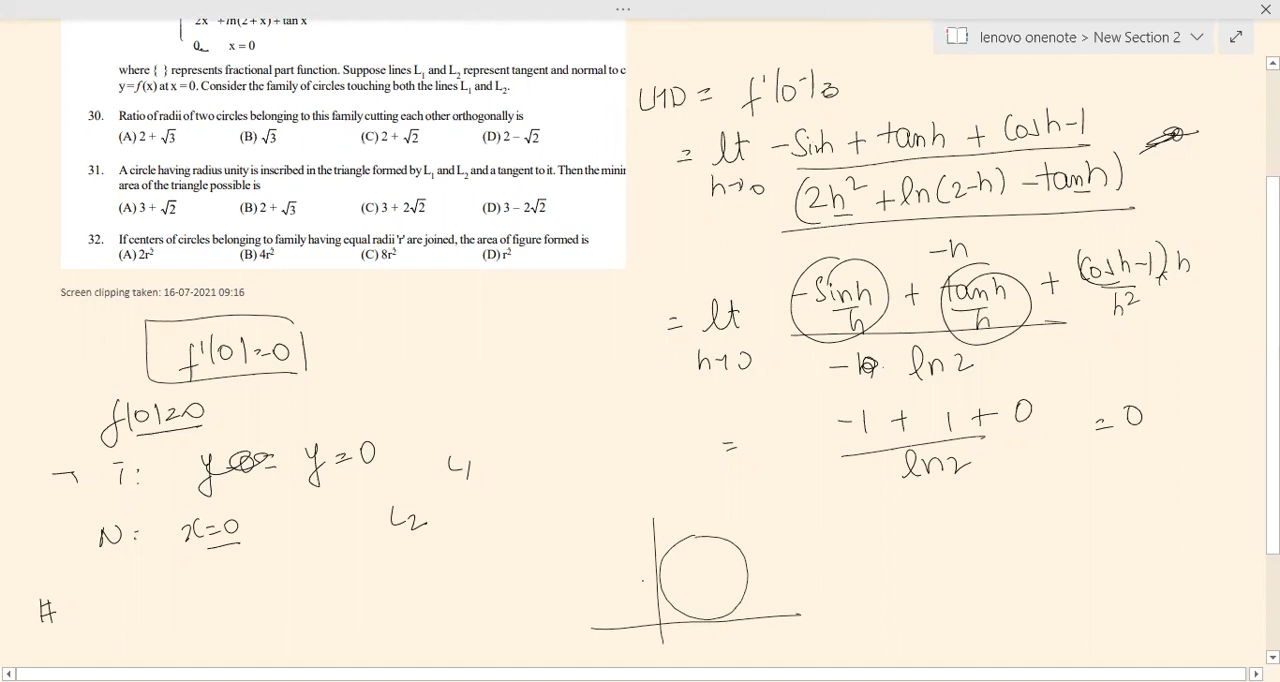 2x + ln(2 + x) + tan x
0 x = 0
where { } represents fractional part function. Suppose lines L₁ and L₂ represent tangent and normal to c
y = f(x) at x = 0. Consider the family of circles touching both the lines L₁ and L₂.
30. Ratio of radii of two circles belonging to this family cutting each other orthogonally is
(A) 2 + √3 (B) √3 (C) 2 + √2 (D) 2 − √2
31. A circle having radius unity is inscribed in the triangle formed by L₁ and L₂ and a tangent to it. Then the mini
area of the triangle possible is
(A) 3 + √2 (B) 2 + √3 (C) 3 + 2√2 (D) 3 − 2√2
32. If centers of circles belonging to family having equal radii 'r' are joined, the area of figure formed is
(A) 2r² (B) 4r² (C) 8r² (D) r²
Screen clipping taken: 16-07-2021 09:16
f'(0) = 0
f(0) = 0
T: y = y = 0 L1
N: x = 0 L2
#
lenovo onenote > New Section 2
LHD = f'(0⁻)
= lt h→0 −sinh + tanh + cosh−1
(2h² + ln(2−h) − tanh)
−h
= lt h→0 −sinh/h + tanh/h + (cosh−1)/h² × h
ln 2
= −1 + 1 + 0 = 0
ln 2